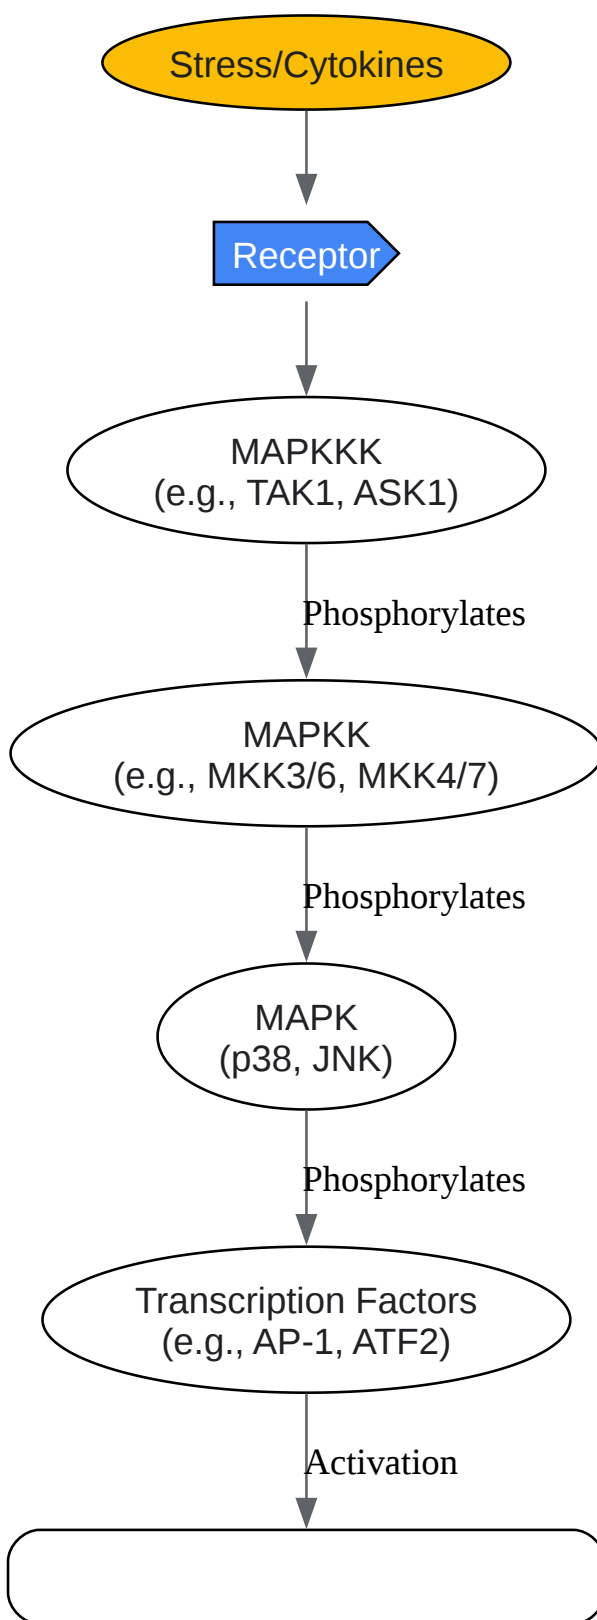 Stress/Cytokines
Receptor
MAPKKK
(e.g., TAK1, ASK1)
Phosphorylates
MAPKK
(e.g., MKK3/6, MKK4/7)
Phosphorylates
MAPK
(p38, JNK)
Phosphorylates
Transcription Factors
(e.g., AP-1, ATF2)
Activation